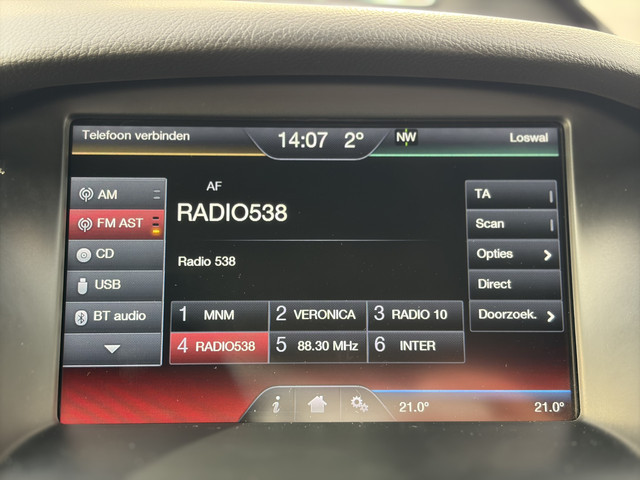 Telefoon verbinden
14:07 2°
NW
Loswal
AM
FM AST
CD
USB
BT audio
AF
RADIO538
Radio 538
1 MNM
2 VERONICA
3 RADIO 10
4 RADIO538
5 88.30 MHz
6 INTER
TA
Scan
Opties
Direct
Doorzoek.
i
21.0°
21.0°